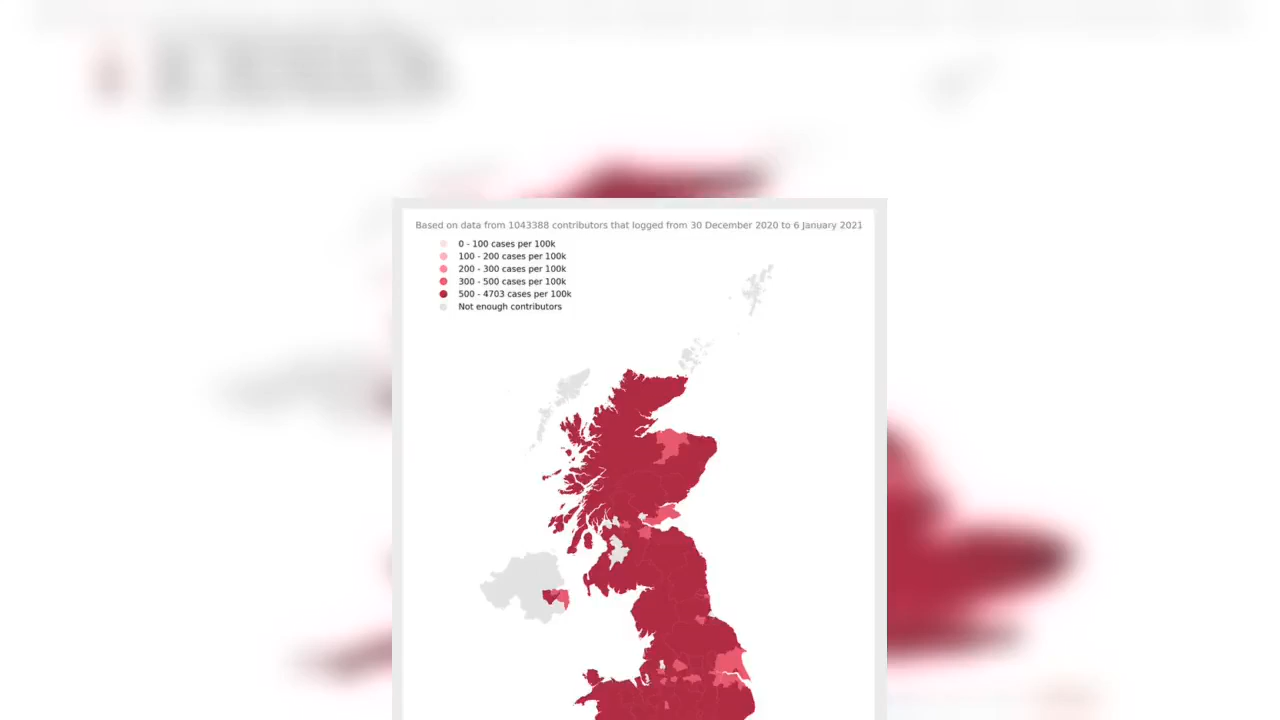 Based on data from 1043388 contributors that logged from 30 December 2020 to 6 January 2021
0 - 100 cases per 100k
100 - 200 cases per 100k
200 - 300 cases per 100k
300 - 500 cases per 100k
500 - 4703 cases per 100k
Not enough contributors